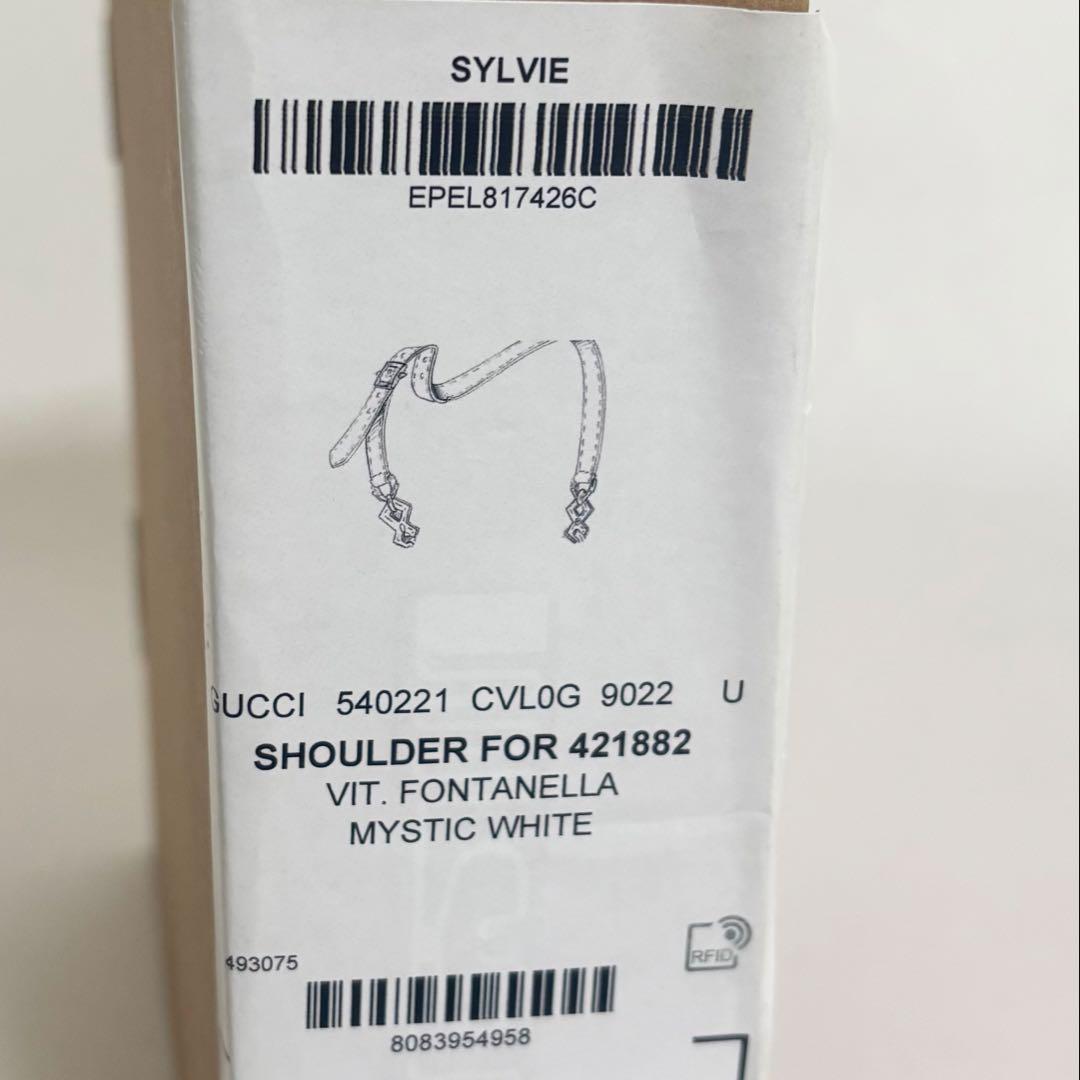 SYLVIE
EPEL817426C
GUCCI 540221 CVL0G 9022 U
SHOULDER FOR 421882
VIT. FONTANELLA
MYSTIC WHITE
RFID
493075
8083954958